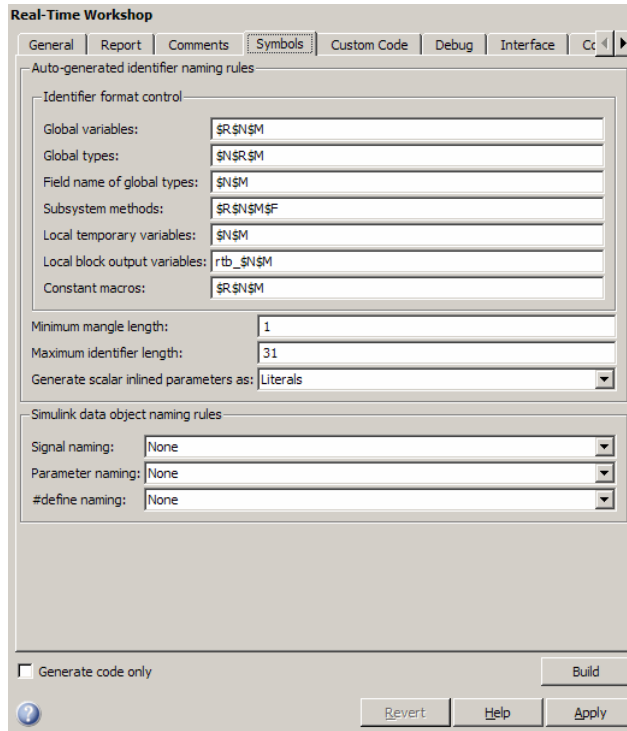 Real-Time Workshop
General Report Comments Symbols Custom Code Debug Interface
Auto-generated identifier naming rules
Identifier format control
Global variables: $R$N$M
Global types: $N$R$M
Field name of global types: $N$M
Subsystem methods: $R$N$M$F
Local temporary variables: $N$M
Local block output variables: rtb_$N$M
Constant macros: $R$N$M
Minimum mangle length: 1
Maximum identifier length: 31
Generate scalar inlined parameters as: Literals
Simulink data object naming rules
Signal naming: None
Parameter naming: None
#define naming: None
Generate code only Build
Revert Help Apply